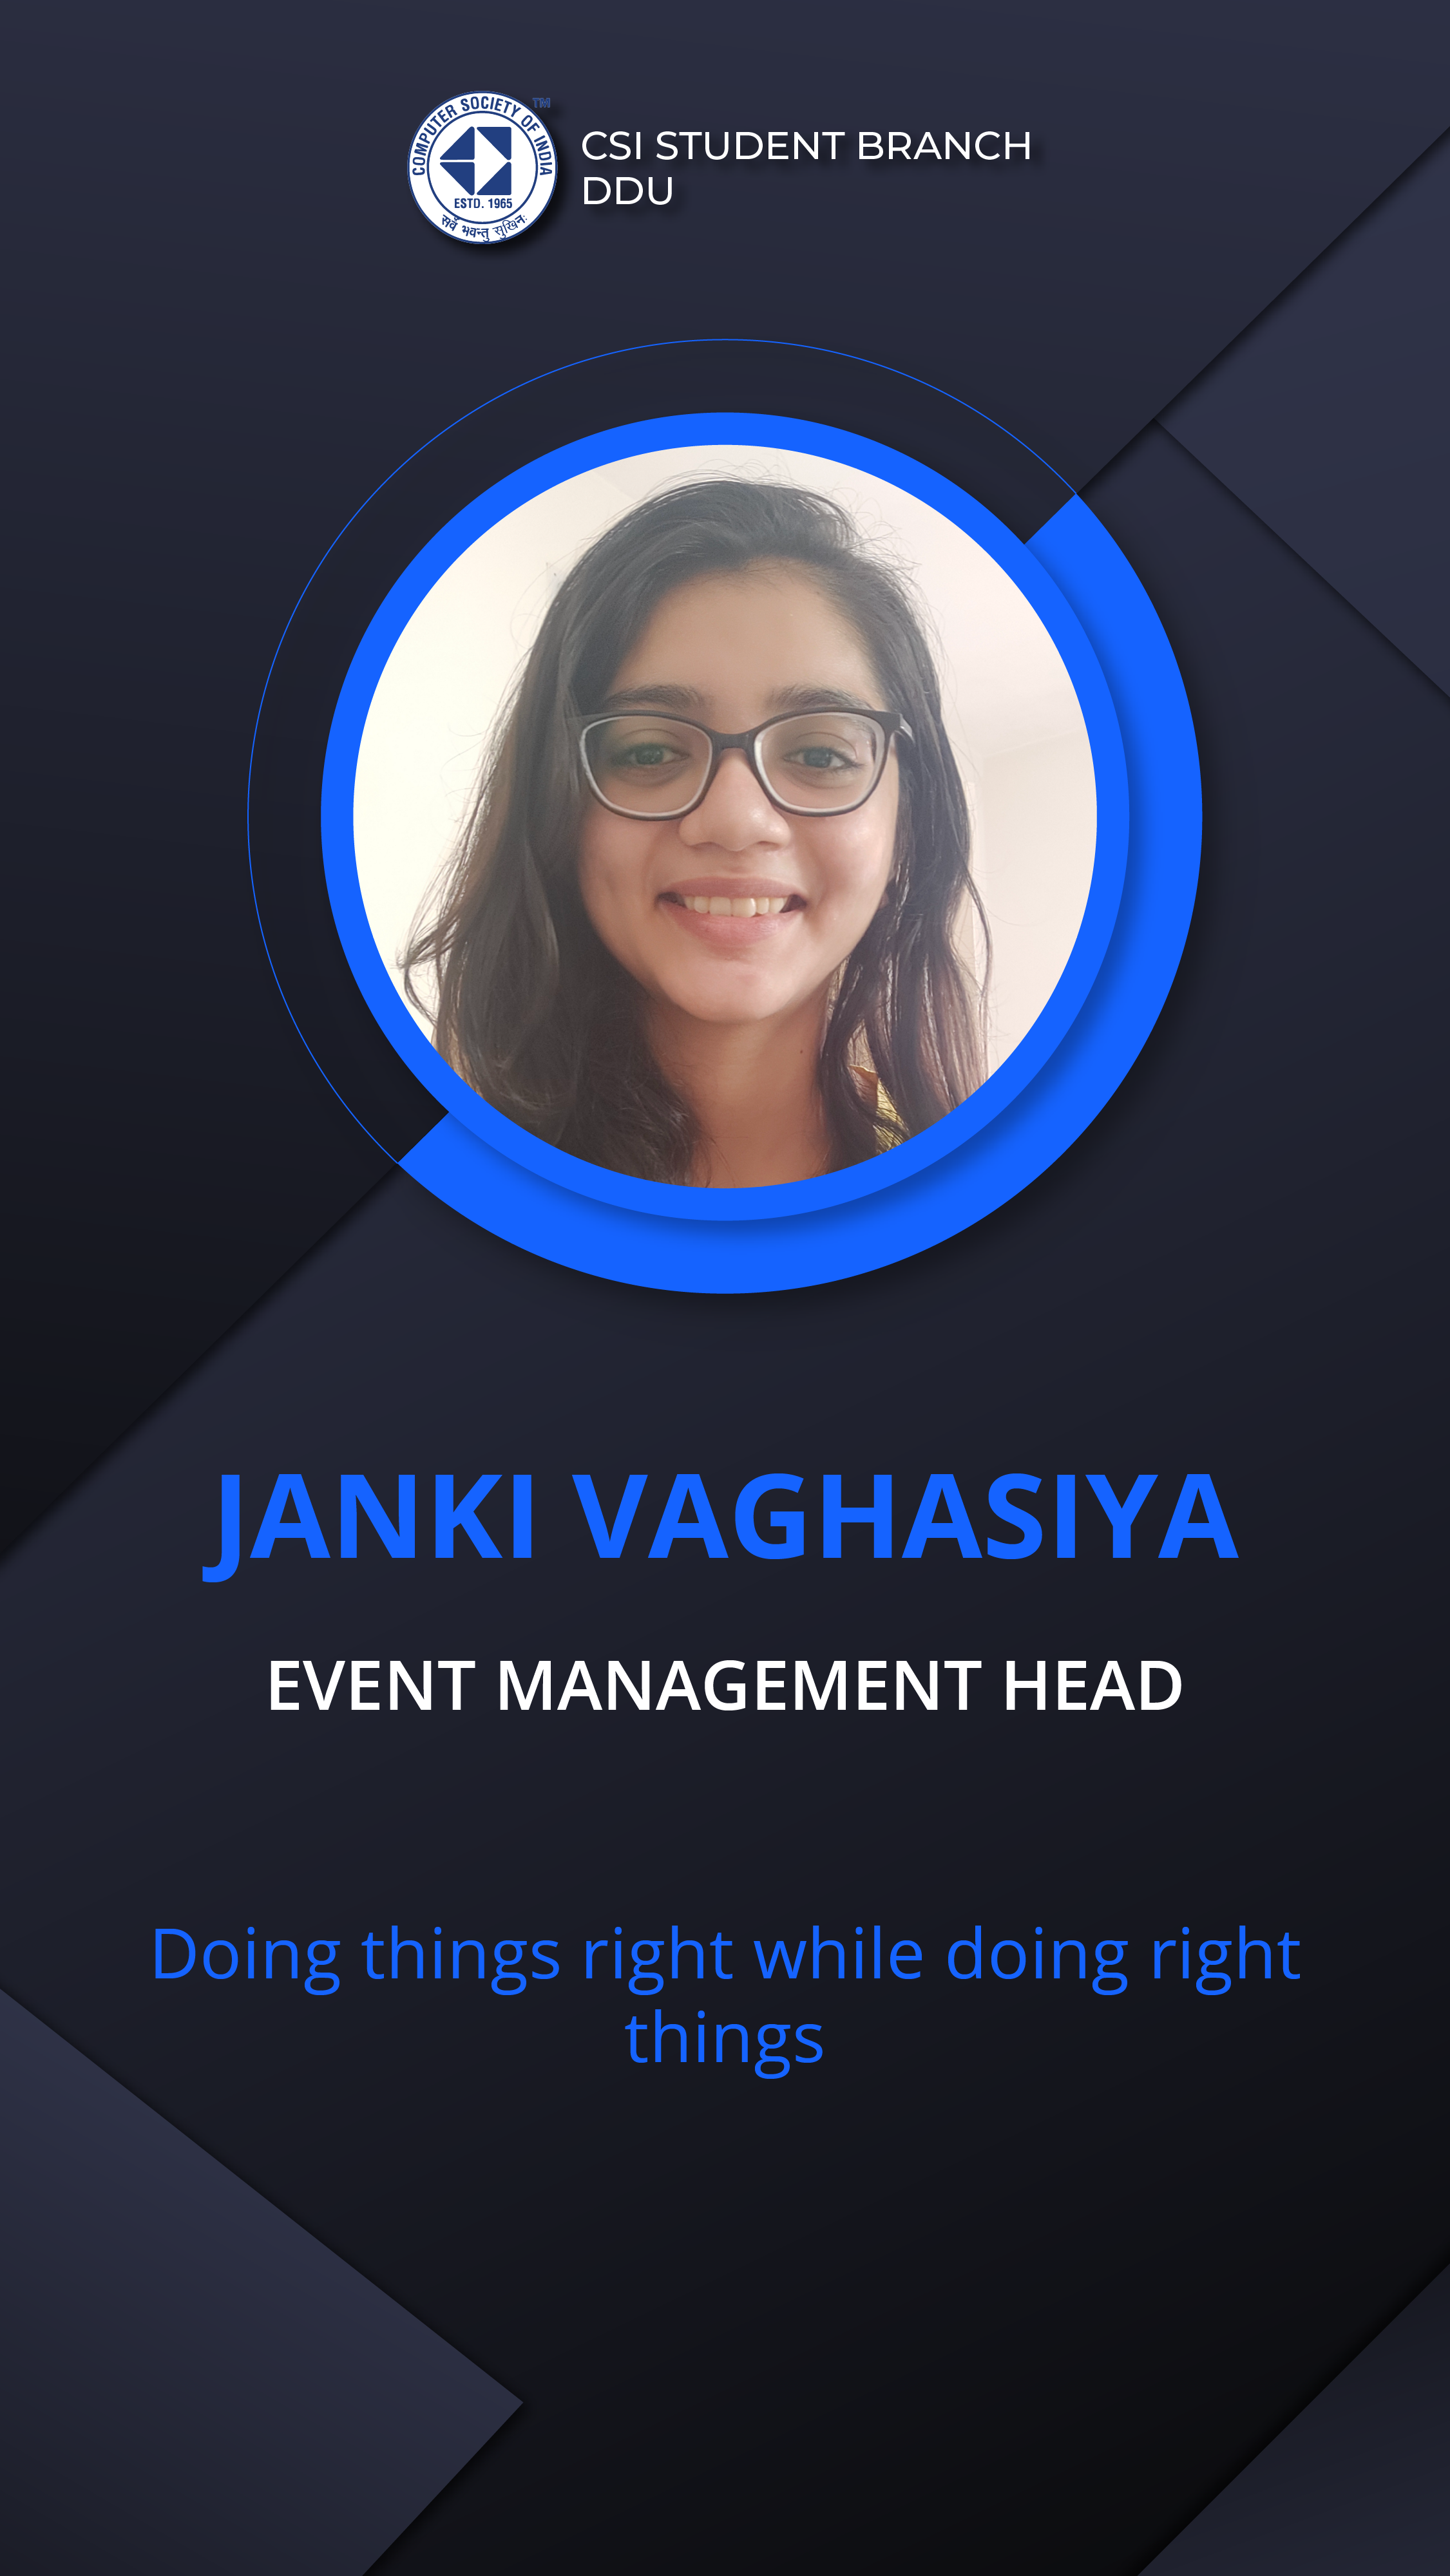 COMPUTER SOCIETY OF INDIA
TM
ESTD. 1965
सर्वे भवन्तु सुखिनः
CSI STUDENT BRANCH
DDU
JANKI VAGHASIYA
EVENT MANAGEMENT HEAD
Doing things right while doing right
things